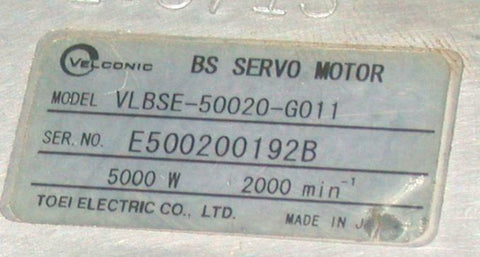 VELCONIC BS SERVO MOTOR
MODEL VLBSE-50020-G011
SER. NO. E500200192B
5000 W 2000 min⁻¹
TOEI ELECTRIC CO., LTD. MADE IN